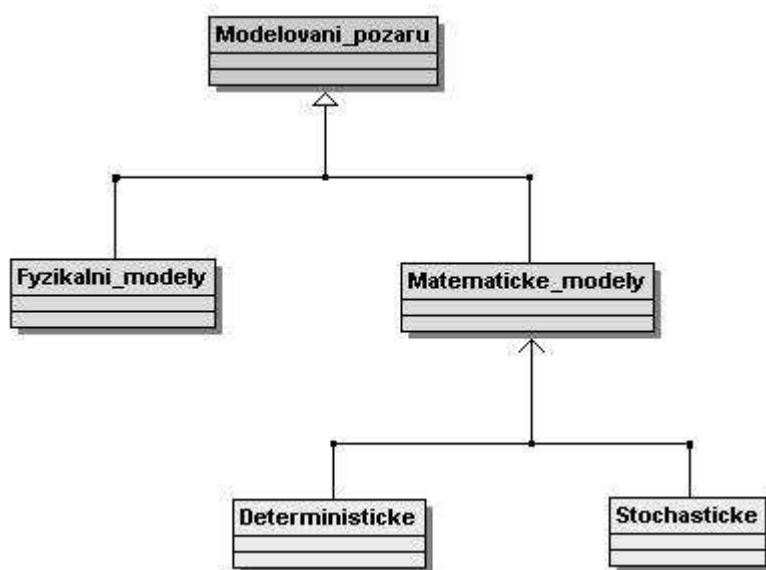 Modelovani_pozaru
Fyzikalni_modely
Matematicke_modely
Deterministicke
Stochasticke